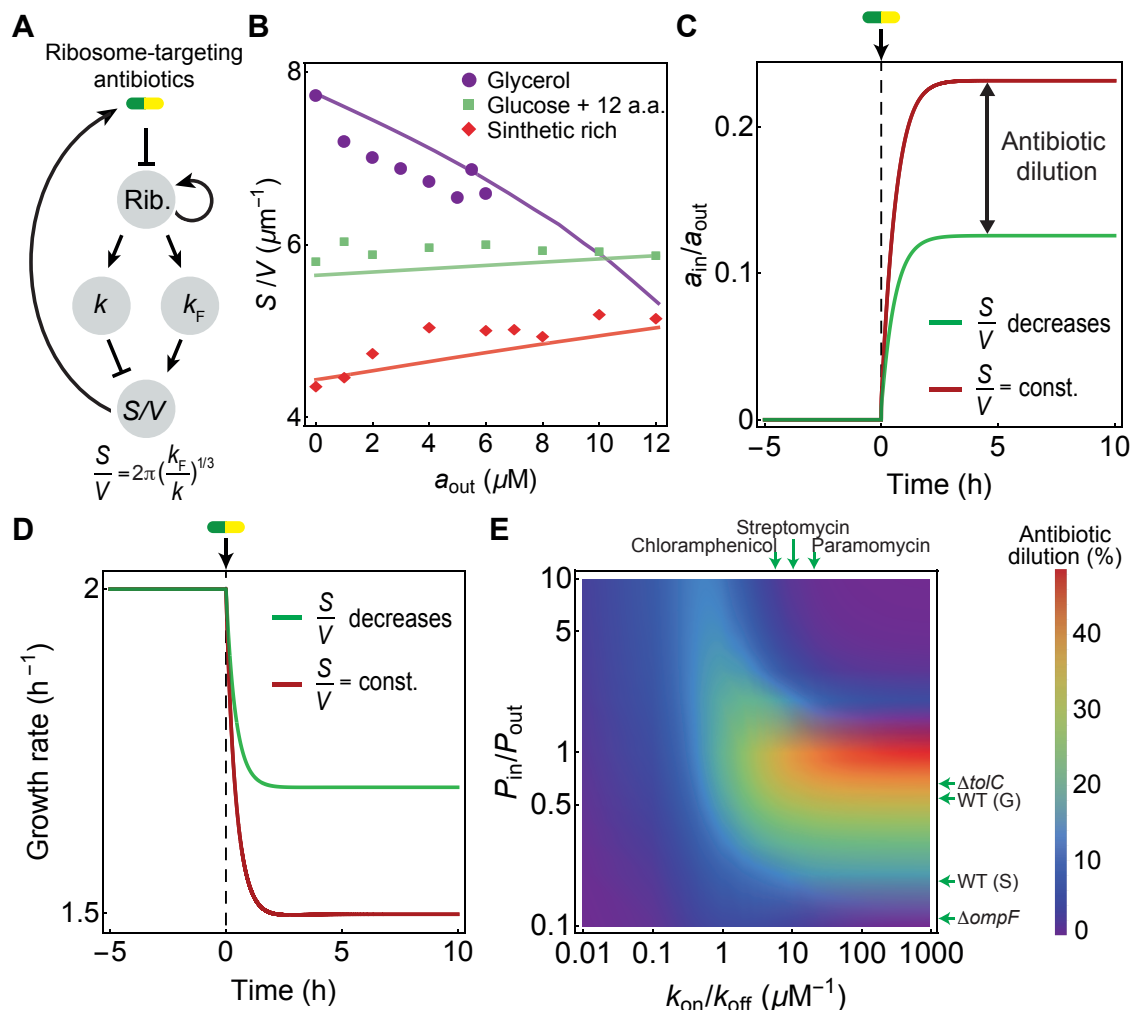 A
Ribosome-targeting
antibiotics
Rib.
k
kF
S/V
S/V = 2π(kF/k)^1/3
B
8
6
4
S/V (µm⁻¹)
Glycerol
Glucose + 12 a.a.
Sinthetic rich
0 2 4 6 8 10 12
aout (µM)
C
0.2
0.1
0
ain/aout
Antibiotic
dilution
S/V decreases
S/V = const.
−5 0 5 10
Time (h)
D
2
1.5
Growth rate (h⁻¹)
S/V decreases
S/V = const.
−5 0 5 10
Time (h)
E
Streptomycin
Chloramphenicol
Paramomycin
10
5
1
0.5
0.1
Pin/Pout
ΔtolC
WT (G)
WT (S)
ΔompF
0.01 0.1 1 10 100 1000
kon/koff (µM⁻¹)
Antibiotic
dilution (%)
40
30
20
10
0